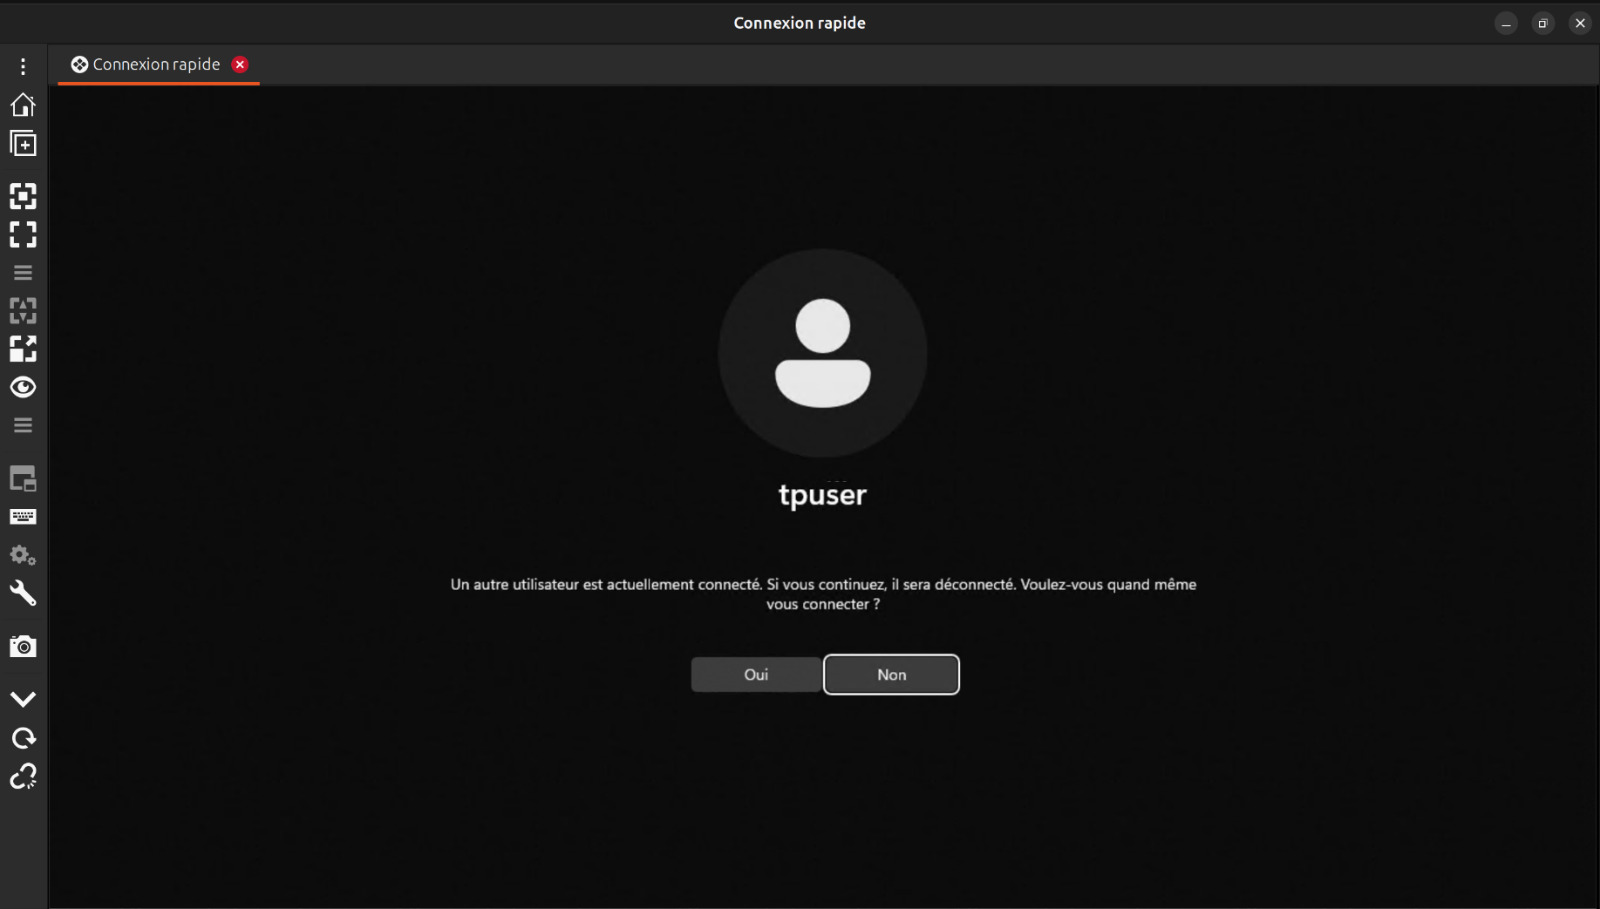 Connexion rapide
Connexion rapide
tpuser
Un autre utilisateur est actuellement connecté. Si vous continuez, il sera déconnecté. Voulez-vous quand même
vous connecter ?
Oui
Non